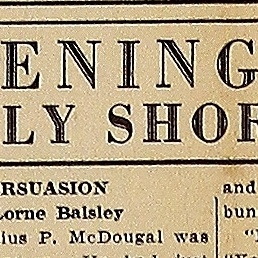 ENING
LY SHOR
RSUASION
Lorne Balsley
ius P. McDougal was
and
bun